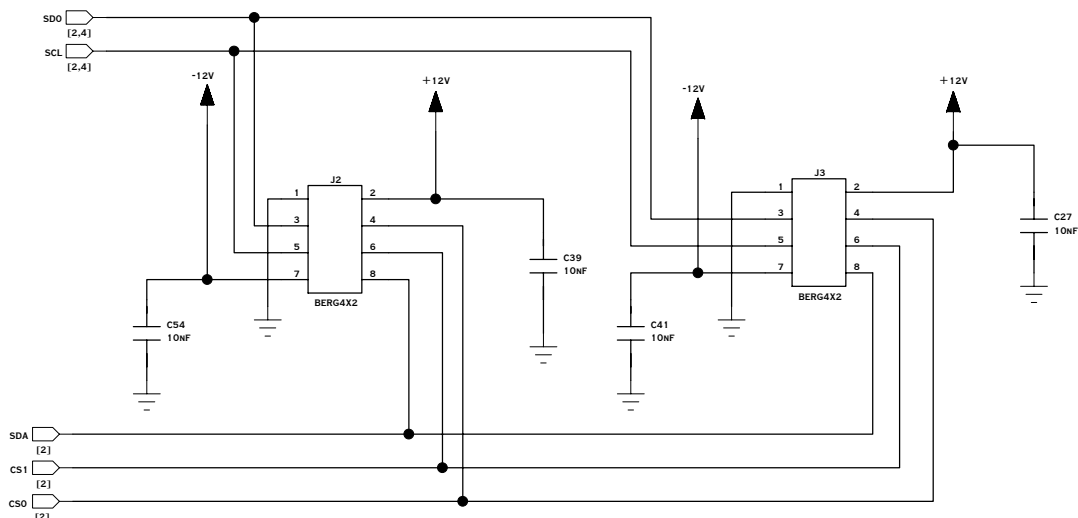 SDO
[2,4]
SCL
[2,4]
-12V
+12V
-12V
+12V
J2
1 2
3 4
5 6
7 8
BERG4X2
J3
1 2
3 4
5 6
7 8
BERG4X2
C27
10NF
C39
10NF
C54
10NF
C41
10NF
SDA
[2]
CS1
[2]
CS0
[2]